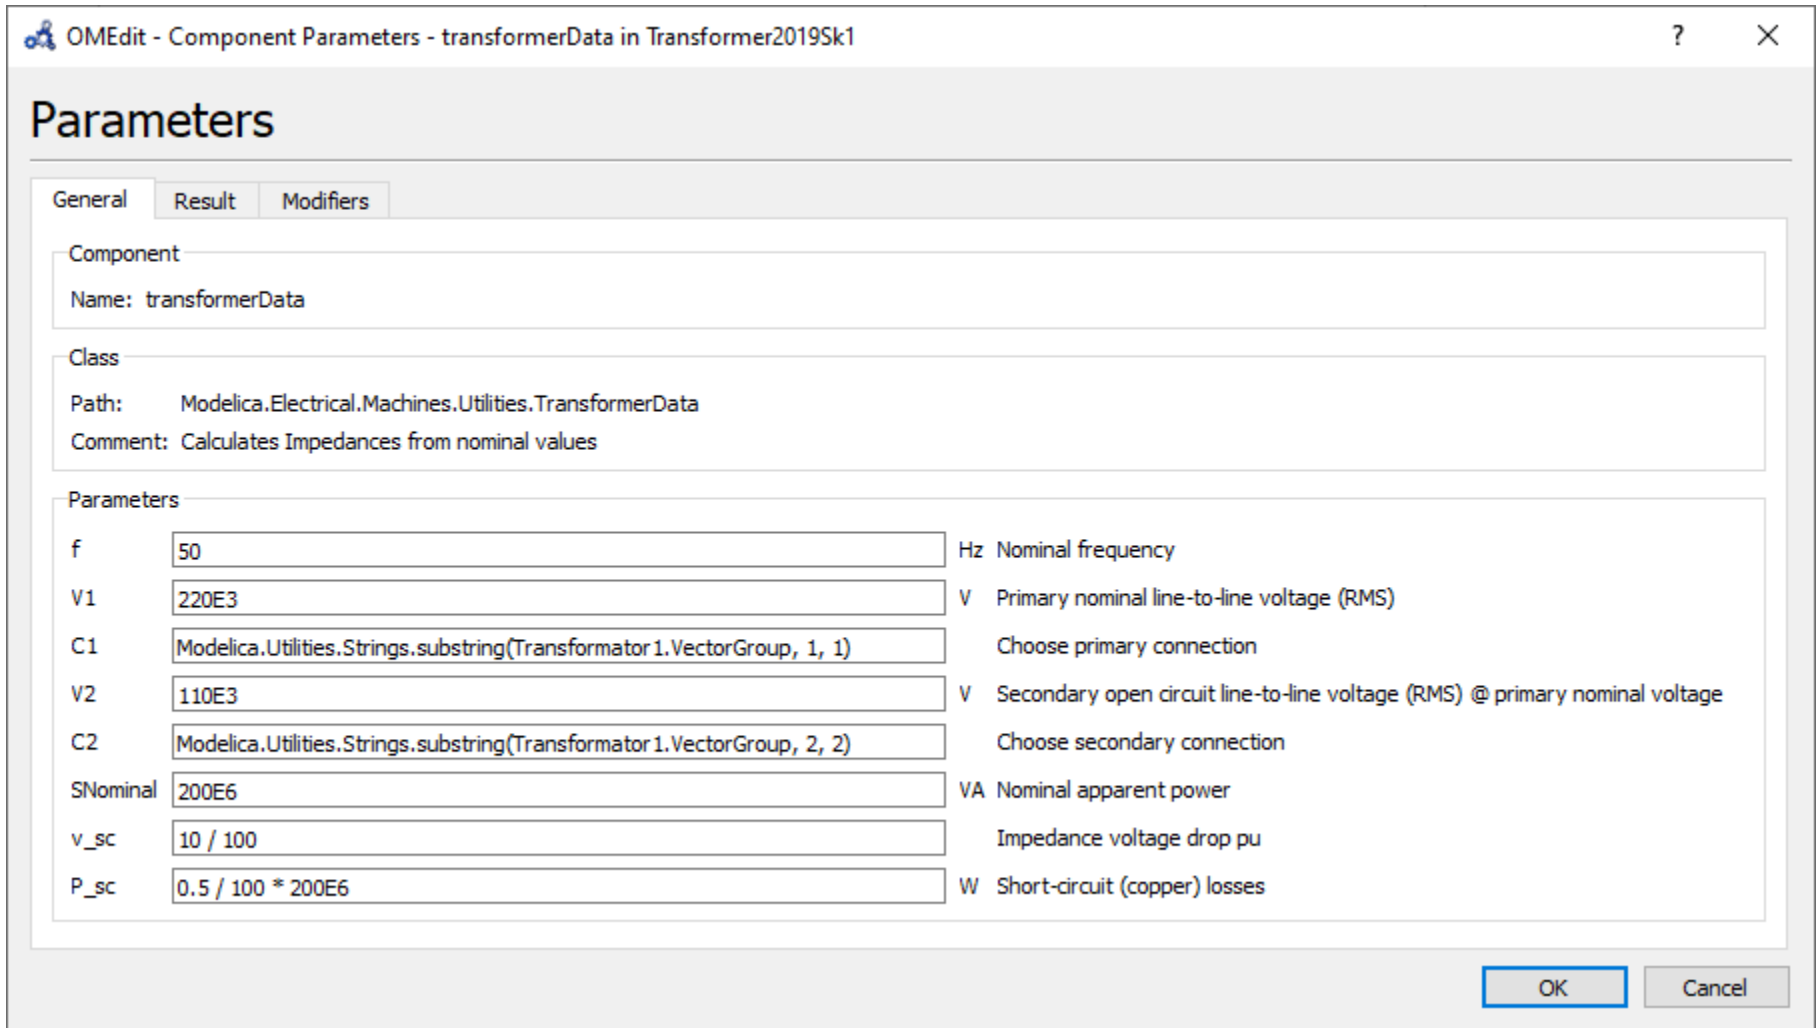 OMEdit - Component Parameters - transformerData in Transformer2019Sk1 ?
Parameters
General Result Modifiers
Component
Name: transformerData
Class
Path: Modelica.Electrical.Machines.Utilities.TransformerData
Comment: Calculates Impedances from nominal values
Parameters
f 50 Hz Nominal frequency
V1 220E3 V Primary nominal line-to-line voltage (RMS)
C1 Modelica.Utilities.Strings.substring(Transformator1.VectorGroup, 1, 1) Choose primary connection
V2 110E3 V Secondary open circuit line-to-line voltage (RMS) @ primary nominal voltage
C2 Modelica.Utilities.Strings.substring(Transformator1.VectorGroup, 2, 2) Choose secondary connection
SNominal 200E6 VA Nominal apparent power
v_sc 10 / 100 Impedance voltage drop pu
P_sc 0.5 / 100 * 200E6 W Short-circuit (copper) losses
OK Cancel